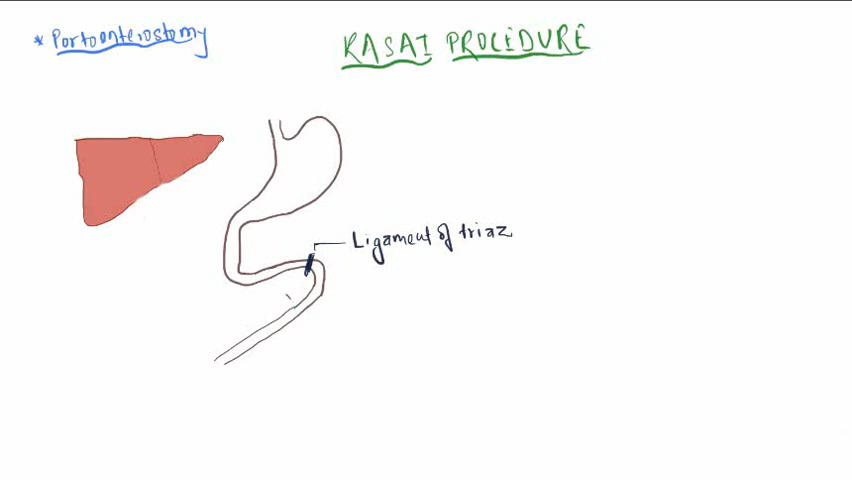 * Portoenterostomy
KASAI PROCEDURE
Ligament of triaz